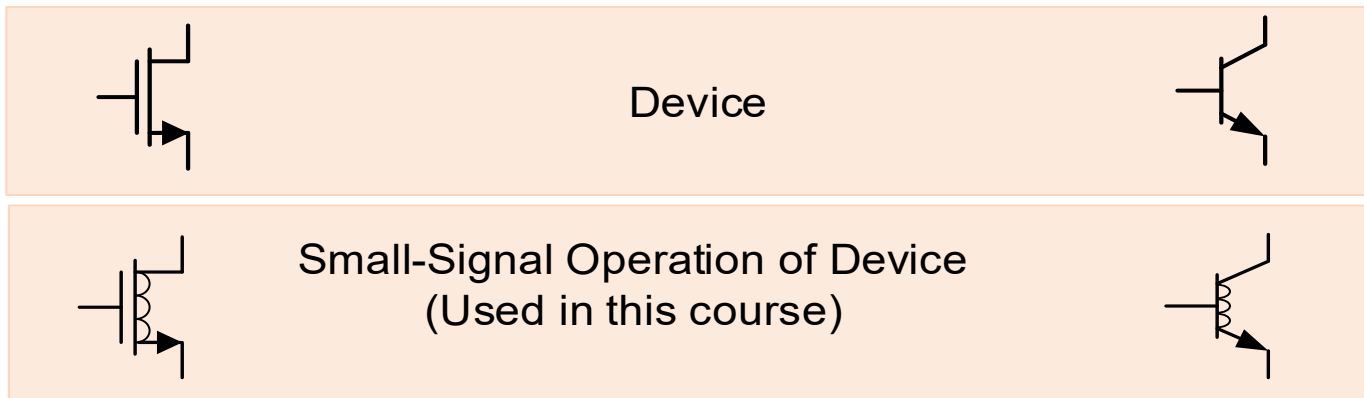 Device
Small-Signal Operation of Device
(Used in this course)